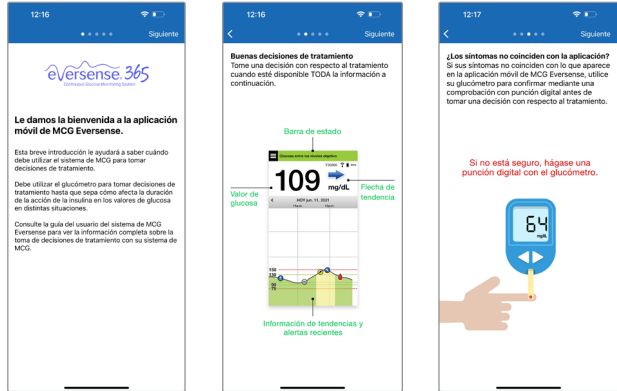 12:16
Siguiente
eversense. 365
Continuous Glucose Monitoring System
Le damos la bienvenida a la aplicación
móvil de MCG Eversense.
Esta breve introducción le ayudará a saber cuándo
debe utilizar el sistema de MCG para tomar
decisiones de tratamiento.
Debe utilizar el glucómetro para tomar decisiones de
tratamiento hasta que sepa cómo afecta la duración
de la acción de la insulina en los valores de glucosa
en distintas situaciones.
Consulte la guía del usuario del sistema de MCG
Eversense para ver la información completa sobre la
toma de decisiones de tratamiento con su sistema de
MCG.
12:16
Siguiente
Buenas decisiones de tratamiento
Tome una decisión con respecto al tratamiento
cuando esté disponible TODA la información a
continuación.
Barra de estado
109
mg/dL
Valor de
glucosa
Flecha de
tendencia
HOY jun. 11, 2021
Información de tendencias y
alertas recientes
12:17
Siguiente
¿Los síntomas no coinciden con la aplicación?
Si sus síntomas no coinciden con lo que aparece
en la aplicación móvil de MCG Eversense, utilice
su glucómetro para confirmar mediante una
comprobación con punción digital antes de
tomar una decisión con respecto al tratamiento.
Si no está seguro, hágase una
punción digital con el glucómetro.
64
mg/dL